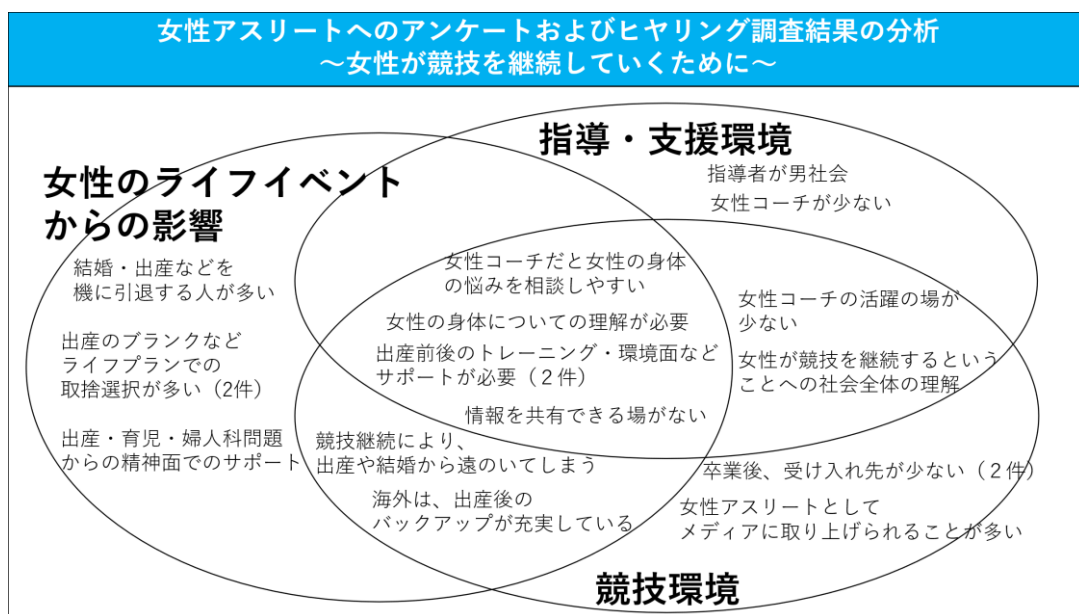 女性アスリートへのアンケートおよびヒヤリング調査結果の分析
～女性が競技を継続していくために～
指導・支援環境
指導者が男社会
女性コーチが少ない
女性のライフイベント
からの影響
結婚・出産などを
機に引退する人が多い
出産のブランクなど
ライフプランでの
取捨選択が多い（2件）
出産・育児・婦人科問題
からの精神面でのサポート
女性コーチだと女性の身体
の悩みを相談しやすい
女性の身体についての理解が必要
出産前後のトレーニング・環境面など
サポートが必要（２件）
情報を共有できる場がない
女性コーチの活躍の場が
少ない
女性が競技を継続するという
ことへの社会全体の理解
競技継続により、
出産や結婚から遠のいてしまう
海外は、出産後の
バックアップが充実している
卒業後、受け入れ先が少ない（２件）
女性アスリートとして
メディアに取り上げられることが多い
競技環境